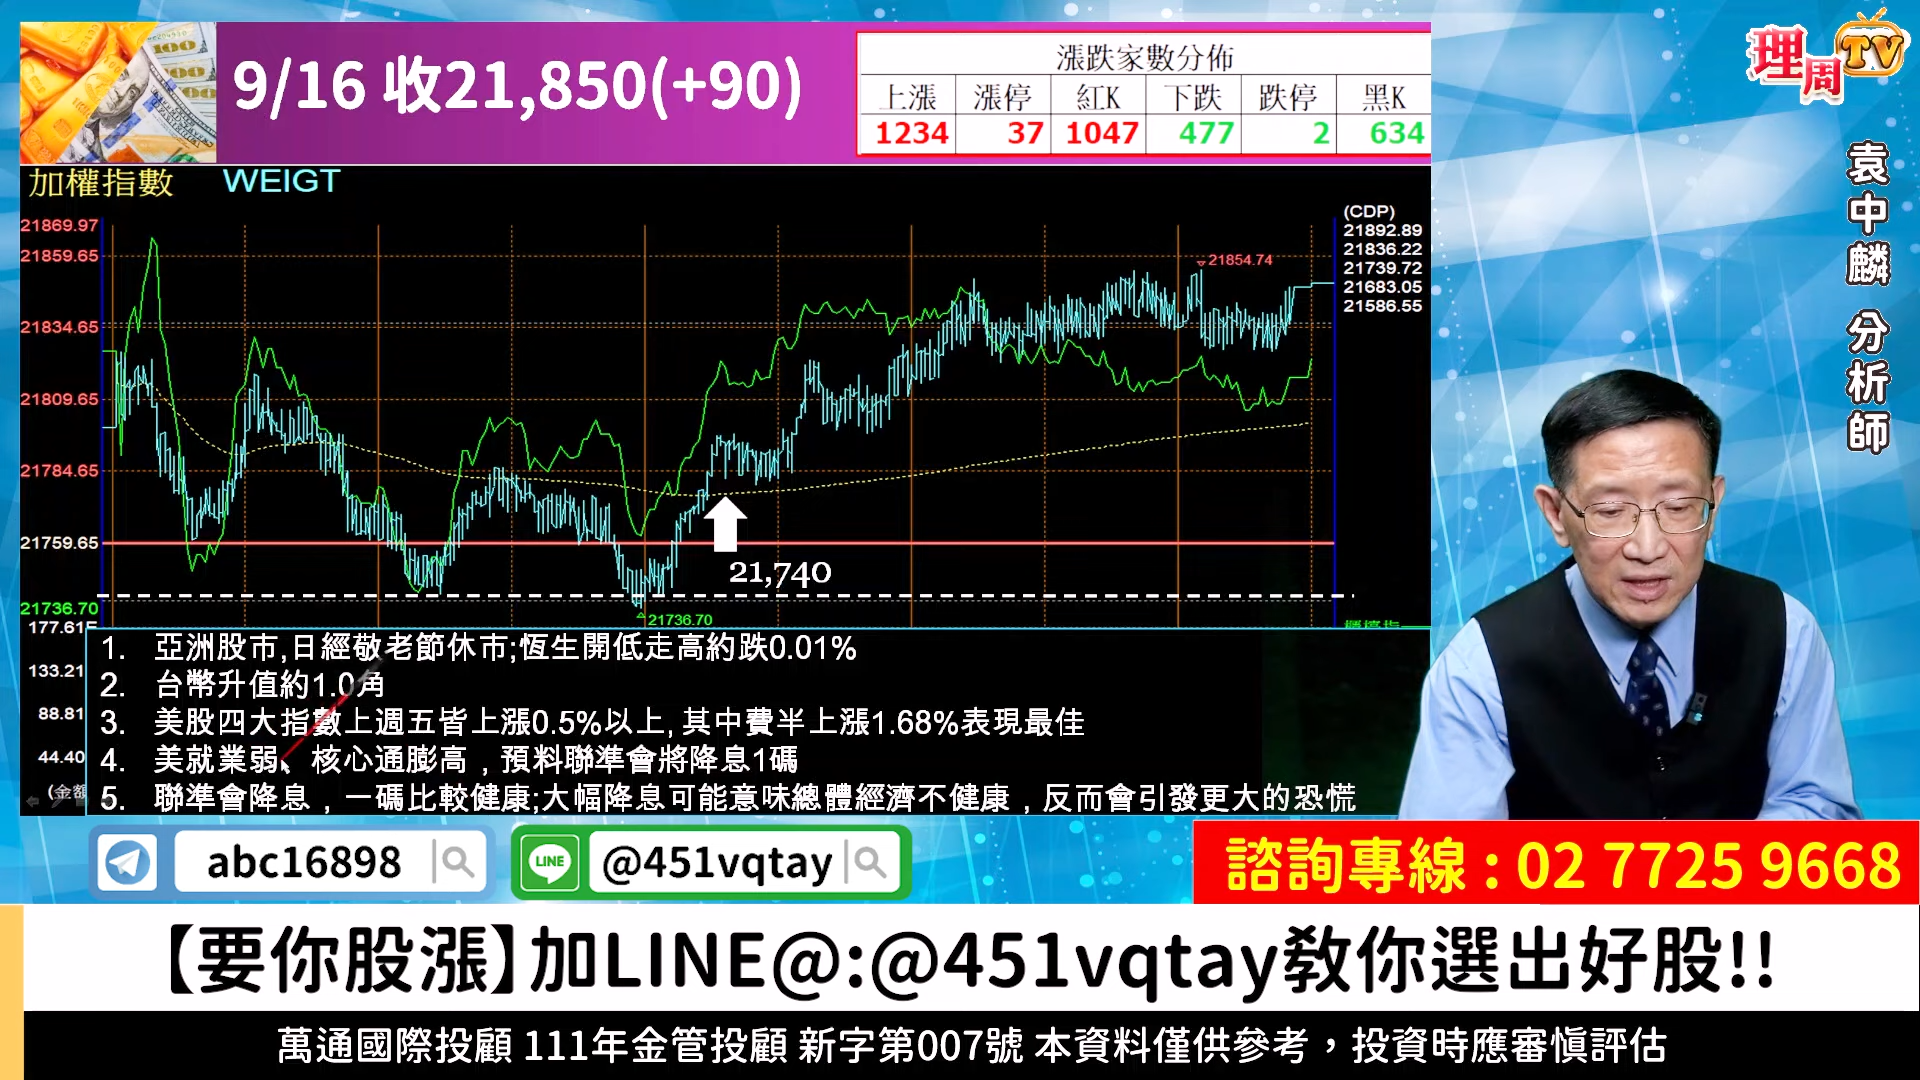 9/16 收21,850(+90)
漲跌家數分佈
上漲 漲停 紅K 下跌 跌停 黑K
1234 37 1047 477 2 634
理周TV
袁中麟 分析師
加權指數 WEIGT
(CDP)
21892.89
21836.22
21739.72
21683.05
21586.55
21869.97
21859.65
21834.65
21809.65
21784.65
21759.65
21736.70
177.61
133.21
88.81
44.40
(金額
21854.74
21,740
21736.70
1. 亞洲股市,日經敬老節休市;恆生開低走高約跌0.01%
2. 台幣升值約1.0角
3. 美股四大指數上週五皆上漲0.5%以上,其中費半上漲1.68%表現最佳
4. 美就業弱、核心通膨高，預料聯準會將降息1碼
5. 聯準會降息，一碼比較健康;大幅降息可能意味總體經濟不健康，反而會引發更大的恐慌
abc16898
LINE @451vqtay
諮詢專線 : 02 7725 9668
【要你股漲】加LINE@:@451vqtay教你選出好股!!
萬通國際投顧 111年金管投顧 新字第007號 本資料僅供參考，投資時應審慎評估